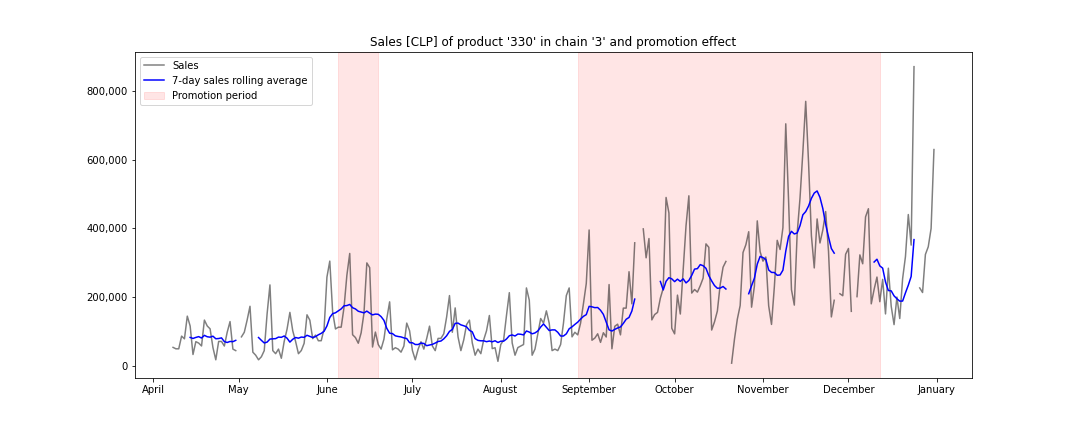 Sales [CLP] of product '330' in chain '3' and promotion effect
Sales
7-day sales rolling average
Promotion period
800,000
600,000
400,000
200,000
0
April May June July August September October November December January